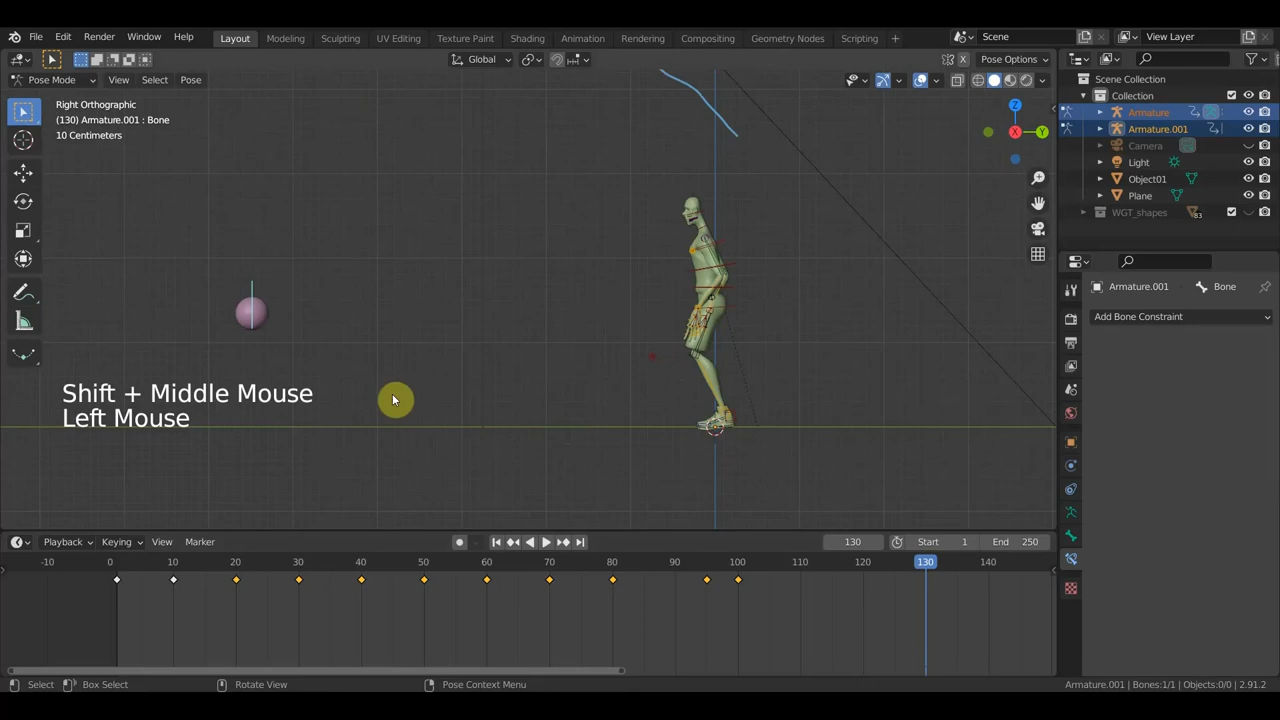 File Edit Render Window Help Layout Modeling Sculpting UV Editing Texture Paint Shading Animation Rendering Compositing Geometry Nodes Scripting + Scene View Layer
Global Pose Options
Pose Mode View Select Pose
Scene Collection
Collection
Armature
Armature.001
Camera
Light
Object01
Plane
WGT_shapes 83
Right Orthographic
(130) Armature.001 : Bone
10 Centimeters
Z
X
Y
Armature.001 Bone
Add Bone Constraint
Shift + Middle Mouse
Left Mouse
Playback Keying View Marker 130 Start 1 End 250
-10 0 10 20 30 40 50 60 70 80 90 100 110 120 130 140
Select Box Select Rotate View Pose Context Menu Armature.001 | Bones:1/1 | Objects:0/0 | 2.91.2